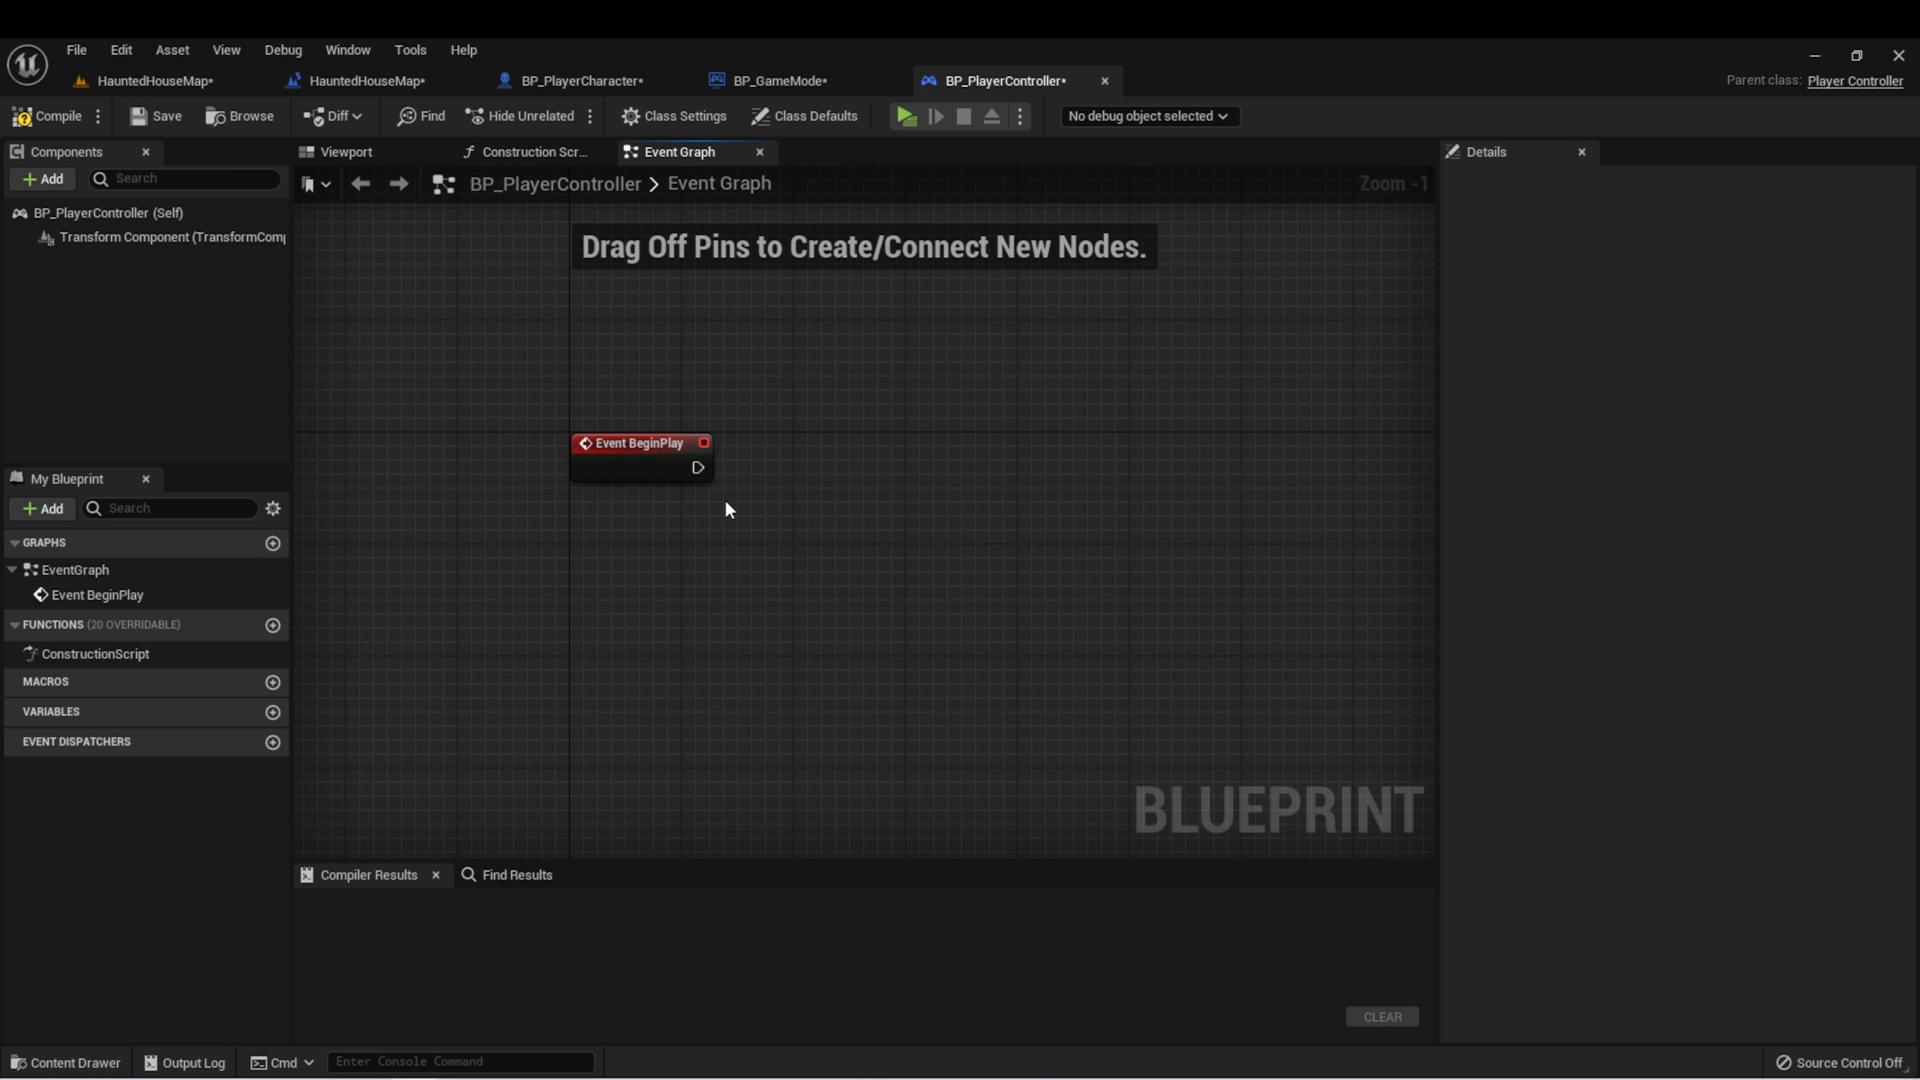 File Edit Asset View Debug Window Tools Help
HauntedHouseMap* HauntedHouseMap* BP_PlayerCharacter* BP_GameMode* BP_PlayerController* Parent class: Player Controller
Compile Save Browse Diff Find Hide Unrelated Class Settings Class Defaults No debug object selected
Components Viewport Construction Scr... Event Graph Details
Add Search BP_PlayerController > Event Graph Zoom -1
BP_PlayerController (Self)
Transform Component (TransformComp
Drag Off Pins to Create/Connect New Nodes.
Event BeginPlay
My Blueprint
Add Search
GRAPHS
EventGraph
Event BeginPlay
FUNCTIONS (20 OVERRIDABLE)
ConstructionScript
MACROS
VARIABLES
EVENT DISPATCHERS
BLUEPRINT
Compiler Results Find Results
CLEAR
Content Drawer Output Log Cmd Enter Console Command Source Control Off